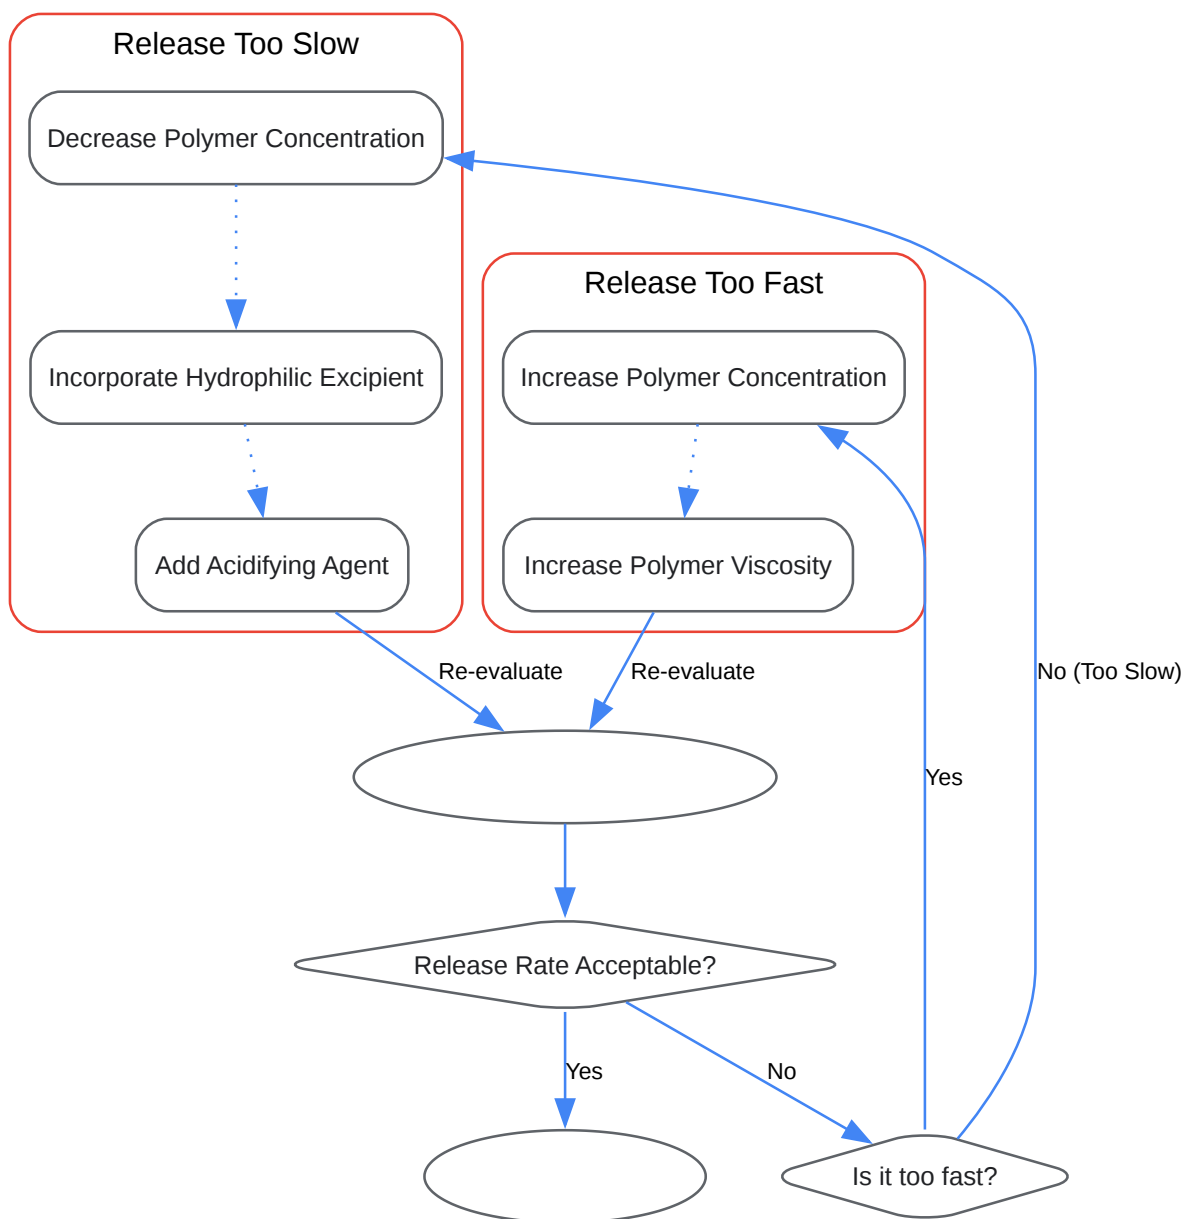 Release Too Slow
Decrease Polymer Concentration
Release Too Fast
Incorporate Hydrophilic Excipient
Increase Polymer Concentration
Add Acidifying Agent
Increase Polymer Viscosity
Re-evaluate
Re-evaluate
No (Too Slow)
Yes
Release Rate Acceptable?
Yes
No
Is it too fast?